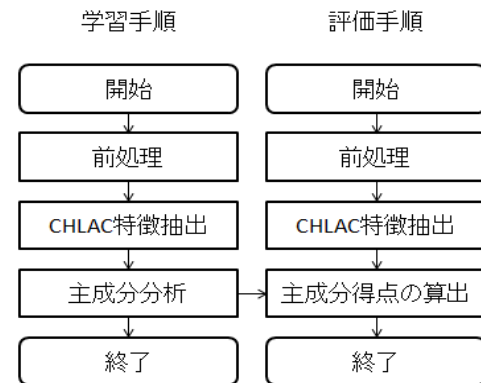 学習手順
開始
前処理
CHLAC特徴抽出
主成分分析
終了
評価手順
開始
前処理
CHLAC特徴抽出
主成分得点の算出
終了